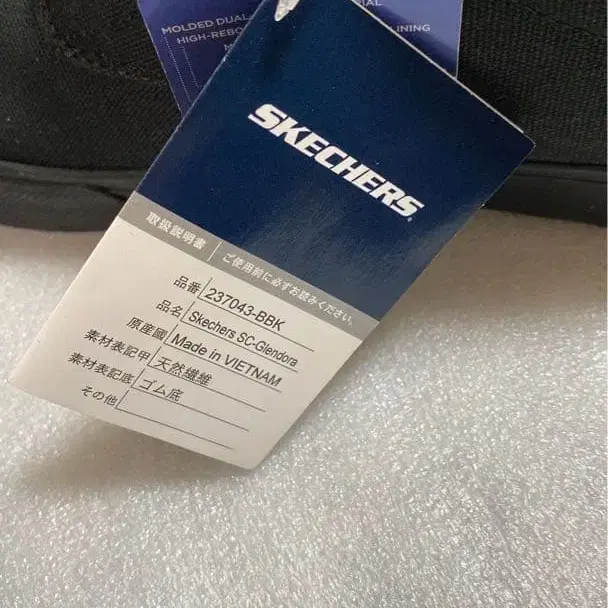 MOLDED DUAL
HIGH-REBO
LINING
SKECHERS
取扱説明書
ご使用前に必ずお読みください。
品番 237043-BBK
品名 Skechers SC-Glendora
原産國 Made in VIETNAM
素材表記甲 天然繊維
素材表記底 ゴム底
その他